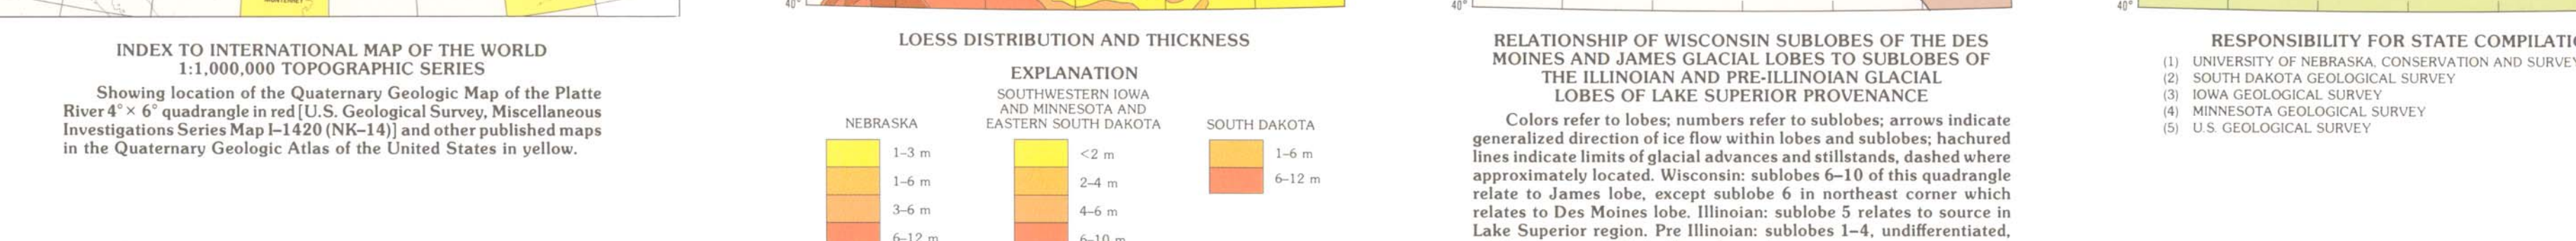 MONTERREY
INDEX TO INTERNATIONAL MAP OF THE WORLD
1:1,000,000 TOPOGRAPHIC SERIES
Showing location of the Quaternary Geologic Map of the Platte
River 4° × 6° quadrangle in red [U.S. Geological Survey, Miscellaneous
Investigations Series Map I–1420 (NK–14)] and other published maps
in the Quaternary Geologic Atlas of the United States in yellow.
40°
LOESS DISTRIBUTION AND THICKNESS
EXPLANATION
NEBRASKA
1–3 m
1–6 m
3–6 m
6–12 m
SOUTHWESTERN IOWA
AND MINNESOTA AND
EASTERN SOUTH DAKOTA
<2 m
2–4 m
4–6 m
6–10 m
SOUTH DAKOTA
1–6 m
6–12 m
40°
RELATIONSHIP OF WISCONSIN SUBLOBES OF THE DES
MOINES AND JAMES GLACIAL LOBES TO SUBLOBES OF
THE ILLINOIAN AND PRE-ILLINOIAN GLACIAL
LOBES OF LAKE SUPERIOR PROVENANCE
Colors refer to lobes; numbers refer to sublobes; arrows indicate
generalized direction of ice flow within lobes and sublobes; hachured
lines indicate limits of glacial advances and stillstands, dashed where
approximately located. Wisconsin: sublobes 6–10 of this quadrangle
relate to James lobe, except sublobe 6 in northeast corner which
relates to Des Moines lobe. Illinoian: sublobe 5 relates to source in
Lake Superior region. Pre Illinoian: sublobes 1–4, undifferentiated,
40°
RESPONSIBILITY FOR STATE COMPILATI
(1) UNIVERSITY OF NEBRASKA, CONSERVATION AND SURVEY
(2) SOUTH DAKOTA GEOLOGICAL SURVEY
(3) IOWA GEOLOGICAL SURVEY
(4) MINNESOTA GEOLOGICAL SURVEY
(5) U.S. GEOLOGICAL SURVEY